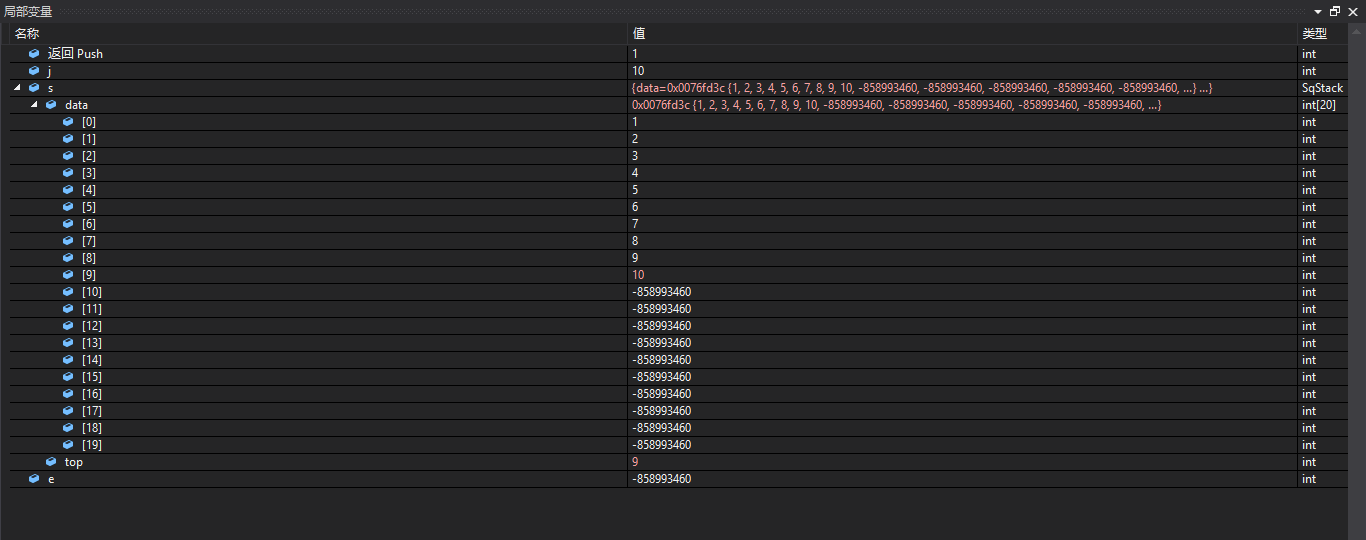 局部变量
名称 值 类型
返回 Push 1 int
j 10 int
s {data=0x0076fd3c {1, 2, 3, 4, 5, 6, 7, 8, 9, 10, -858993460, -858993460, -858993460, -858993460, -858993460, ...} ...} SqStack
data 0x0076fd3c {1, 2, 3, 4, 5, 6, 7, 8, 9, 10, -858993460, -858993460, -858993460, -858993460, -858993460, ...} int[20]
[0] 1 int
[1] 2 int
[2] 3 int
[3] 4 int
[4] 5 int
[5] 6 int
[6] 7 int
[7] 8 int
[8] 9 int
[9] 10 int
[10] -858993460 int
[11] -858993460 int
[12] -858993460 int
[13] -858993460 int
[14] -858993460 int
[15] -858993460 int
[16] -858993460 int
[17] -858993460 int
[18] -858993460 int
[19] -858993460 int
top 9 int
e -858993460 int